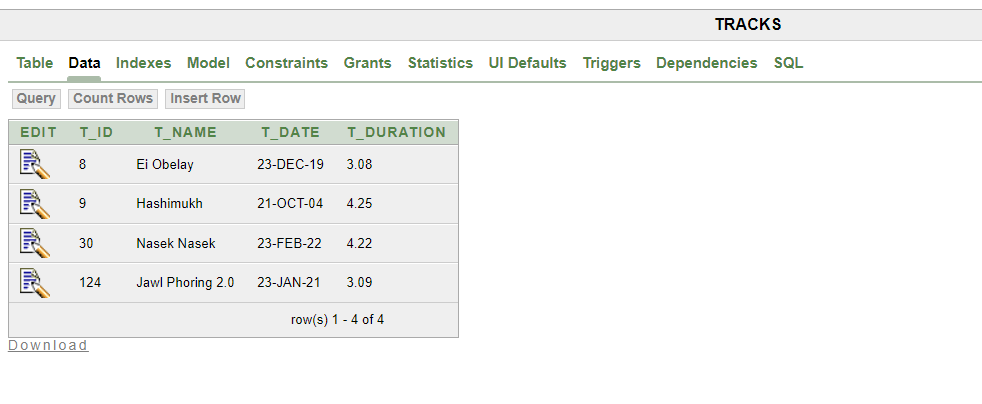 TRACKS
Table Data Indexes Model Constraints Grants Statistics UI Defaults Triggers Dependencies SQL
Query Count Rows Insert Row
EDIT T_ID T_NAME T_DATE T_DURATION
8 Ei Obelay 23-DEC-19 3.08
9 Hashimukh 21-OCT-04 4.25
30 Nasek Nasek 23-FEB-22 4.22
124 Jawl Phoring 2.0 23-JAN-21 3.09
row(s) 1 - 4 of 4
Download